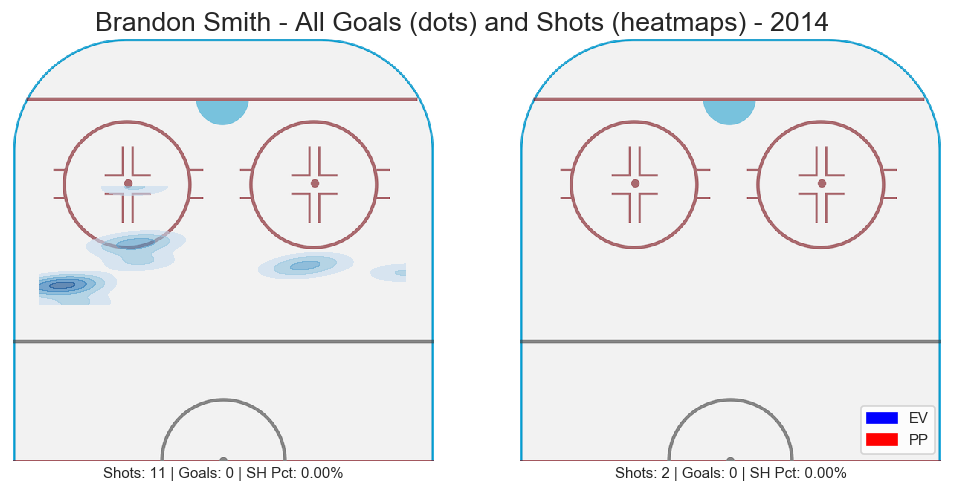 Brandon Smith - All Goals (dots) and Shots (heatmaps) - 2014
EV
PP
Shots: 11 | Goals: 0 | SH Pct: 0.00%
Shots: 2 | Goals: 0 | SH Pct: 0.00%